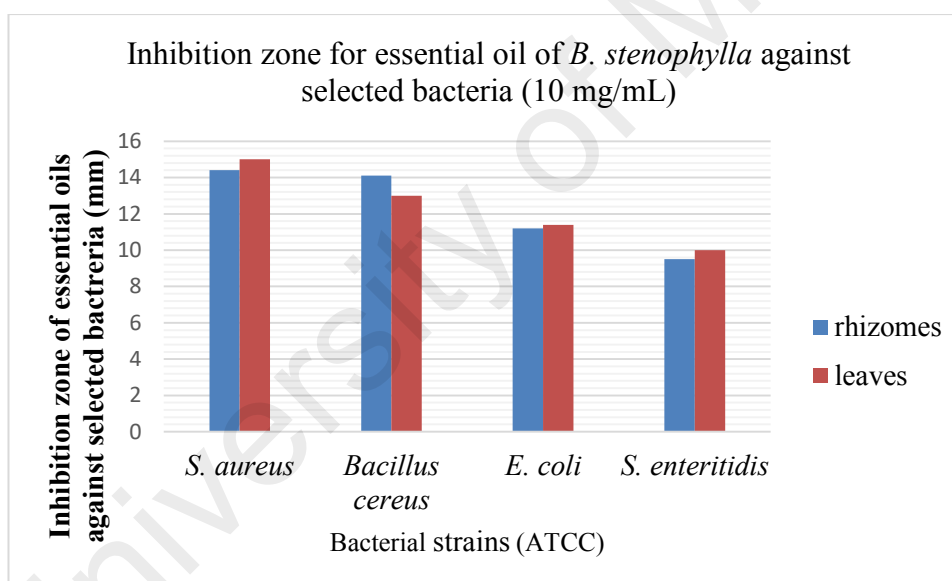 Inhibition zone for essential oil of B. stenophylla against
selected bacteria (10 mg/mL)
Inhibition zone of essential oils
against selected bactreria (mm)
16
14
12
10
8
6
4
2
0
S. aureus
Bacillus
cereus
E. coli
S. enteritidis
Bacterial strains (ATCC)
rhizomes
leaves
University of M